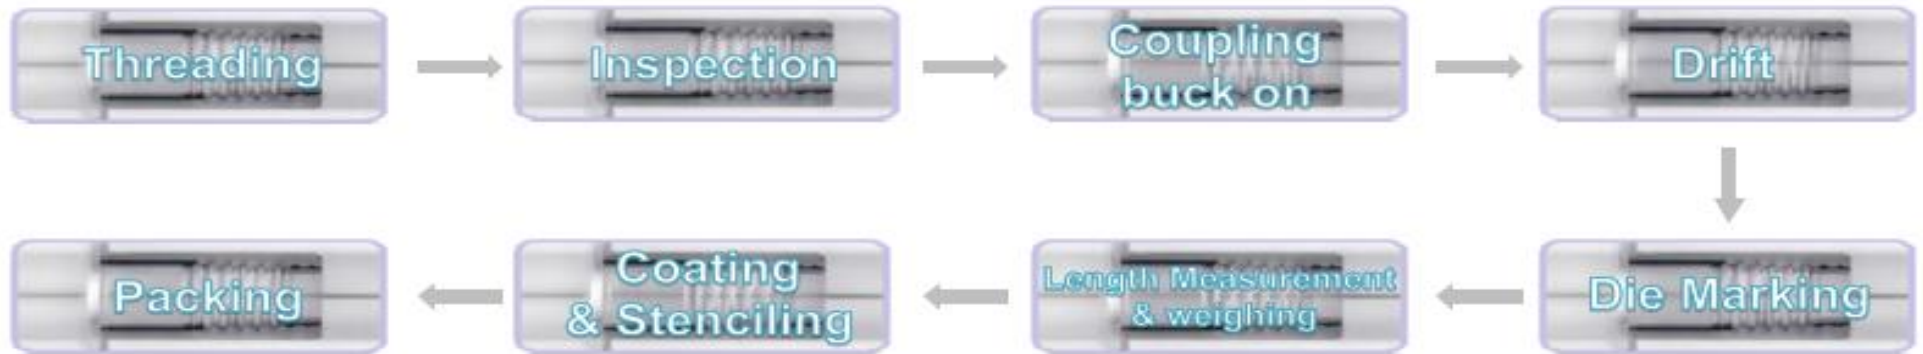 Threading
Inspection
Coupling
buck on
Drift
Die Marking
Length Measurement
& weighing
Coating
& Stenciling
Packing